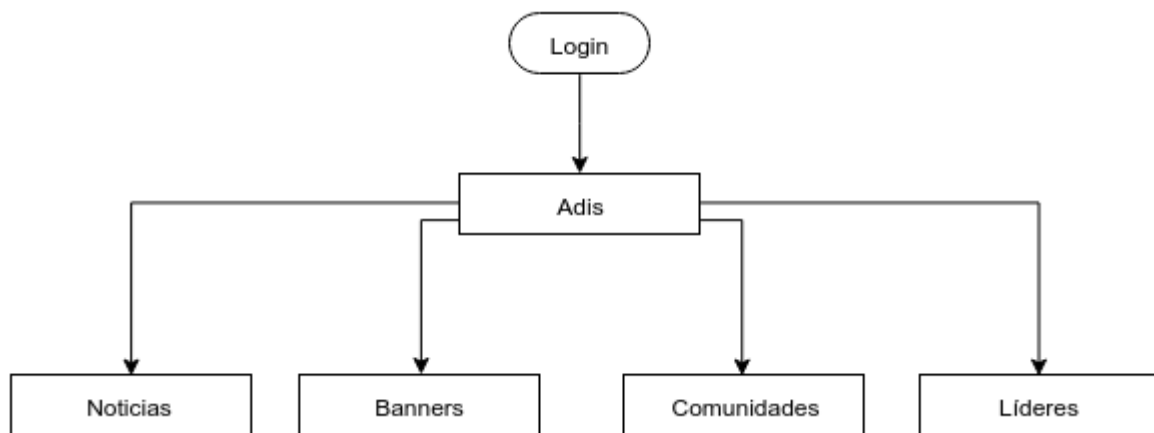 Login
Adis
Noticias
Banners
Comunidades
Líderes